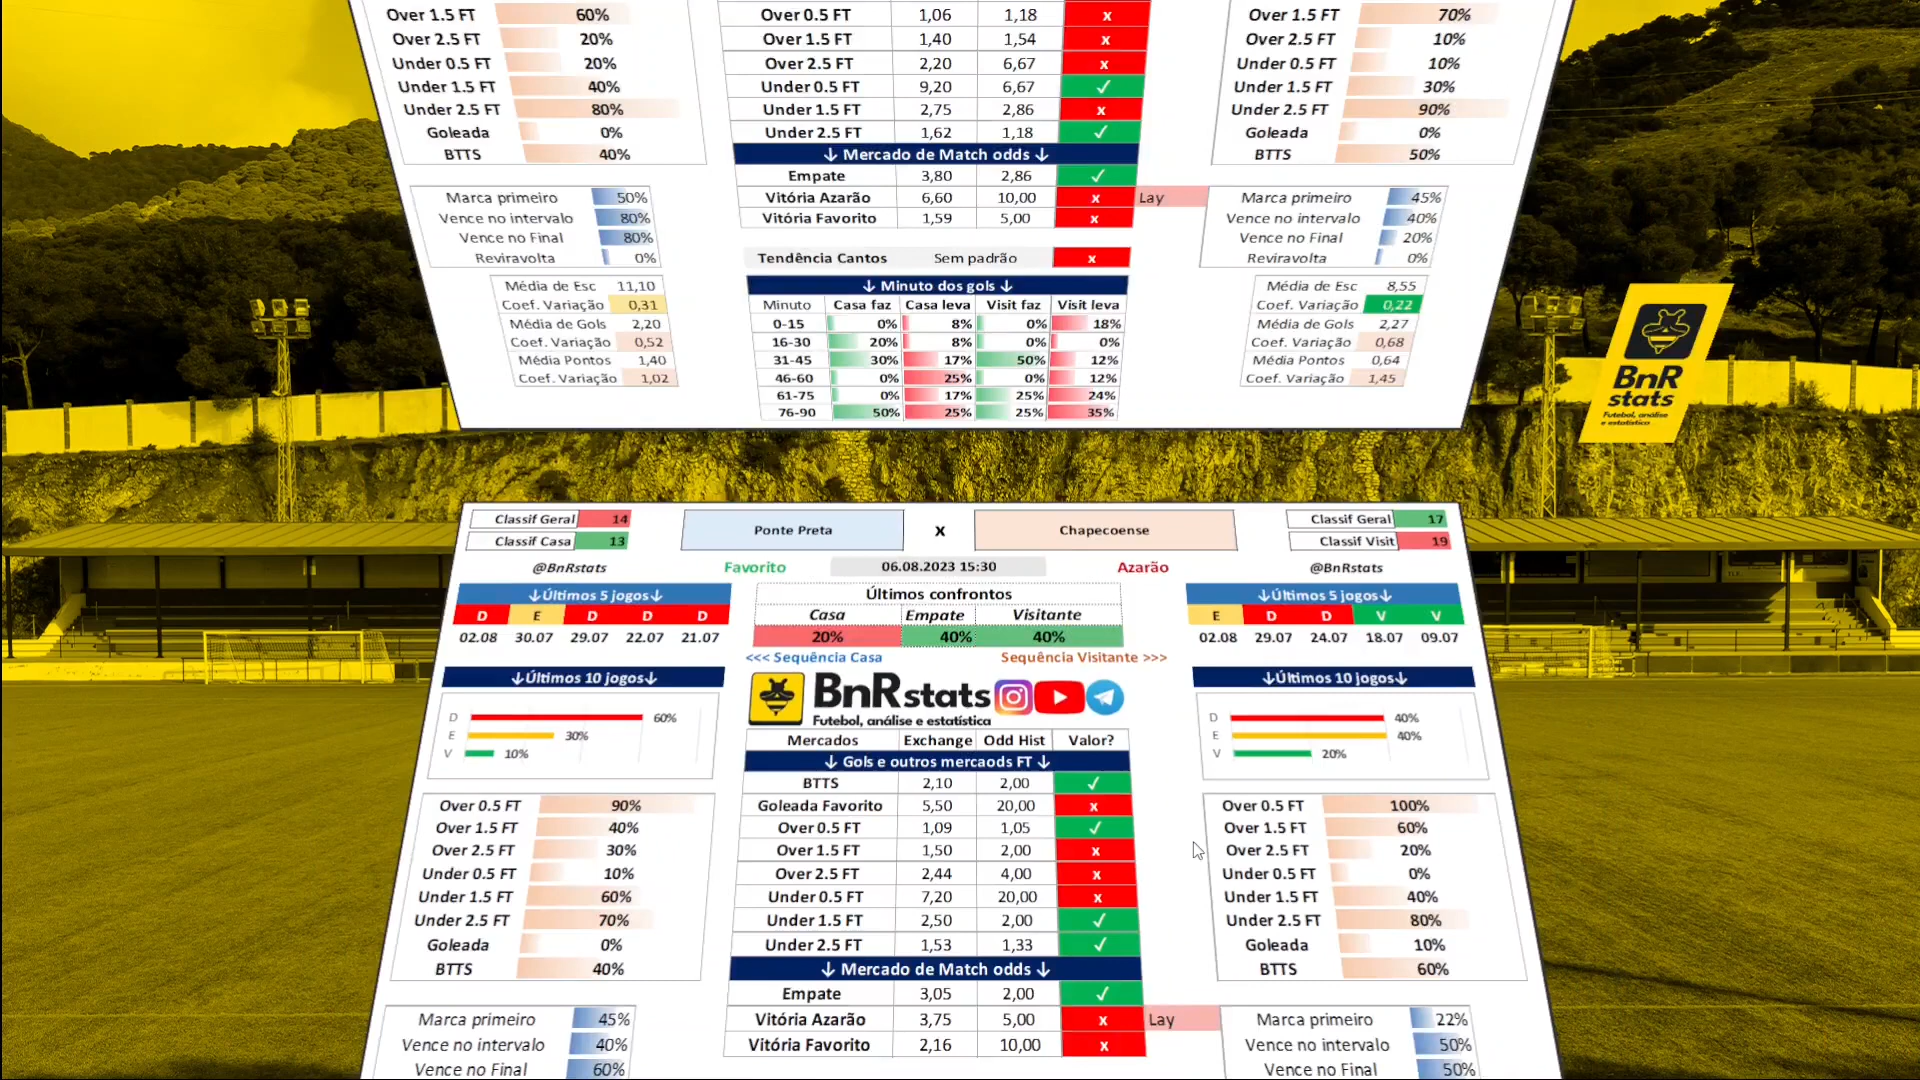 Over 1.5 FT 60%
Over 2.5 FT 20%
Under 0.5 FT 20%
Under 1.5 FT 40%
Under 2.5 FT 80%
Goleada 0%
BTTS 40%
Over 0.5 FT 1,06 1,18 x
Over 1.5 FT 1,40 1,54 x
Over 2.5 FT 2,20 6,67 x
Under 0.5 FT 9,20 6,67 ✓
Under 1.5 FT 2,75 2,86 x
Under 2.5 FT 1,62 1,18 ✓
↓ Mercado de Match odds ↓
Empate 3,80 2,86 ✓
Vitória Azarão 6,60 10,00 x Lay
Vitória Favorito 1,59 5,00 x
Over 1.5 FT 70%
Over 2.5 FT 10%
Under 0.5 FT 10%
Under 1.5 FT 30%
Under 2.5 FT 90%
Goleada 0%
BTTS 50%
Marca primeiro 50%
Vence no intervalo 80%
Vence no Final 80%
Reviravolta 0%
Média de Esc 11,10
Coef. Variação 0,31
Média de Gols 2,20
Coef. Variação 0,52
Média Pontos 1,40
Coef. Variação 1,02
Tendência Cantos Sem padrão x
↓ Minuto dos gols ↓
Minuto Casa faz Casa leva Visit faz Visit leva
0-15 0% 8% 0% 18%
16-30 20% 8% 0% 0%
31-45 30% 17% 50% 12%
46-60 0% 25% 0% 12%
61-75 0% 17% 25% 24%
76-90 50% 25% 25% 35%
Marca primeiro 45%
Vence no intervalo 40%
Vence no Final 20%
Reviravolta 0%
Média de Esc 8,55
Coef. Variação 0,22
Média de Gols 2,27
Coef. Variação 0,68
Média Pontos 0,64
Coef. Variação 1,45
BnR
stats
Futebol, análise
e estatística
Classif Geral 14
Classif Casa 13
@BnRstats
Ponte Preta x Chapecoense
Favorito 06.08.2023 15:30 Azarão
Classif Geral 17
Classif Visit 19
@BnRstats
↓Últimos 5 jogos↓
D E D D D
02.08 30.07 29.07 22.07 21.07
Últimos confrontos
Casa Empate Visitante
20% 40% 40%
<<< Sequência Casa Sequência Visitante >>>
↓Últimos 5 jogos↓
E D D V V
02.08 29.07 24.07 18.07 09.07
↓Últimos 10 jogos↓
D 60%
E 30%
V 10%
BnRstats
Futebol, análise e estatística
↓Últimos 10 jogos↓
D 40%
E 40%
V 20%
Over 0.5 FT 90%
Over 1.5 FT 40%
Over 2.5 FT 30%
Under 0.5 FT 10%
Under 1.5 FT 60%
Under 2.5 FT 70%
Goleada 0%
BTTS 40%
Mercados Exchange Odd Hist Valor?
↓ Gols e outros mercaods FT ↓
BTTS 2,10 2,00 ✓
Goleada Favorito 5,50 20,00 x
Over 0.5 FT 1,09 1,05 ✓
Over 1.5 FT 1,50 2,00 x
Over 2.5 FT 2,44 4,00 x
Under 0.5 FT 7,20 20,00 x
Under 1.5 FT 2,50 2,00 ✓
Under 2.5 FT 1,53 1,33 ✓
↓ Mercado de Match odds ↓
Empate 3,05 2,00 ✓
Vitória Azarão 3,75 5,00 x Lay
Vitória Favorito 2,16 10,00 x
Over 0.5 FT 100%
Over 1.5 FT 60%
Over 2.5 FT 20%
Under 0.5 FT 0%
Under 1.5 FT 40%
Under 2.5 FT 80%
Goleada 10%
BTTS 60%
Marca primeiro 45%
Vence no intervalo 40%
Vence no Final 60%
Marca primeiro 22%
Vence no intervalo 50%
Vence no Final 50%